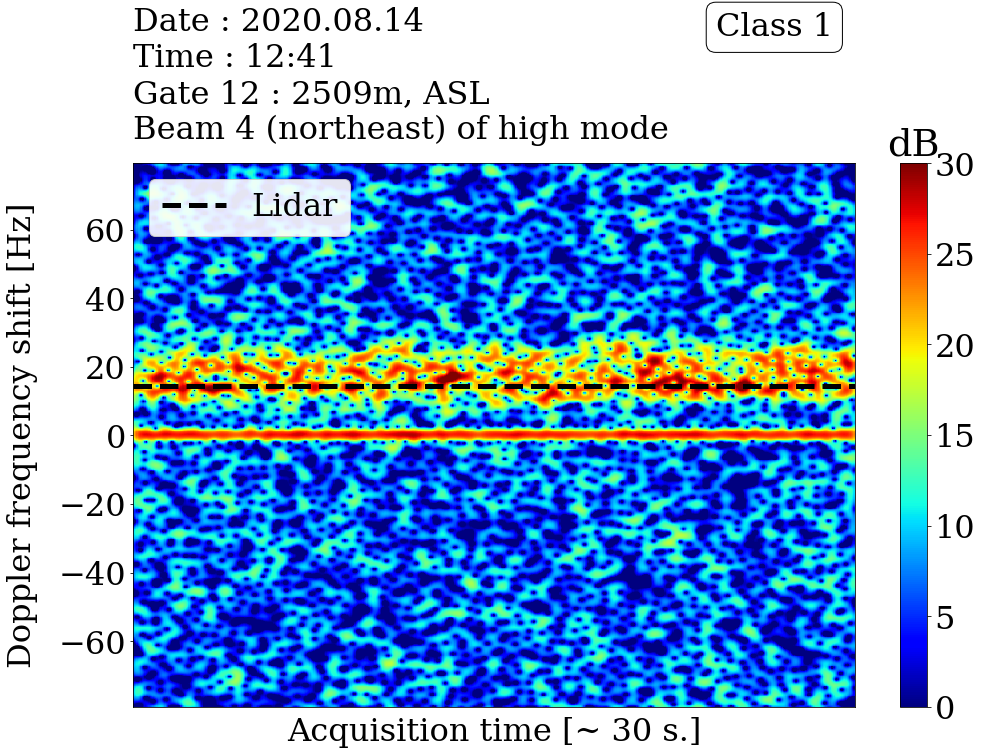 Date : 2020.08.14
Time : 12:41
Gate 12 : 2509m, ASL
Beam 4 (northeast) of high mode
Class 1
dB
Lidar
Doppler frequency shift [Hz]
60
40
20
0
−20
−40
−60
Acquisition time [~ 30 s.]
30
25
20
15
10
5
0